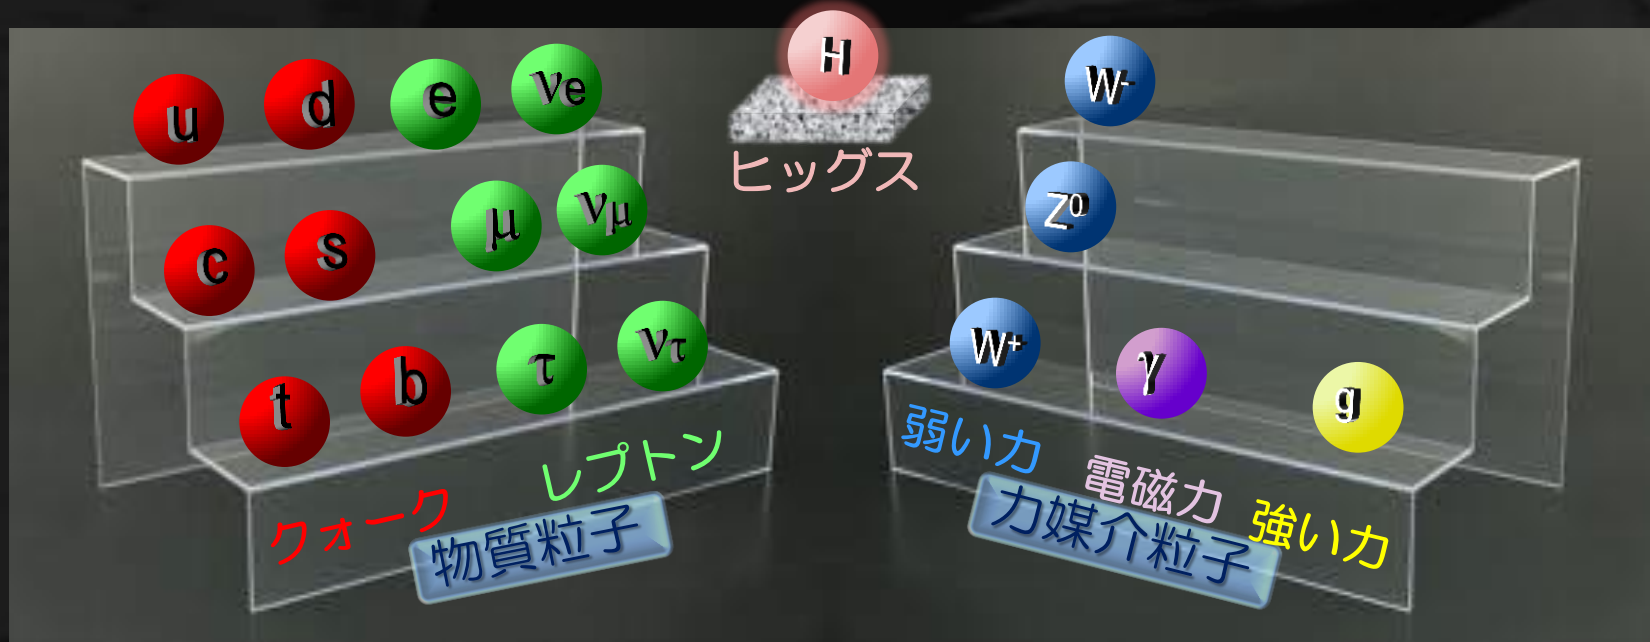 H
ヒッグス
u d e νe
c s μ νμ
t b τ ντ
クォーク
レプトン
物質粒子
W-
Z0
W+ γ g
弱い力
電磁力
強い力
力媒介粒子